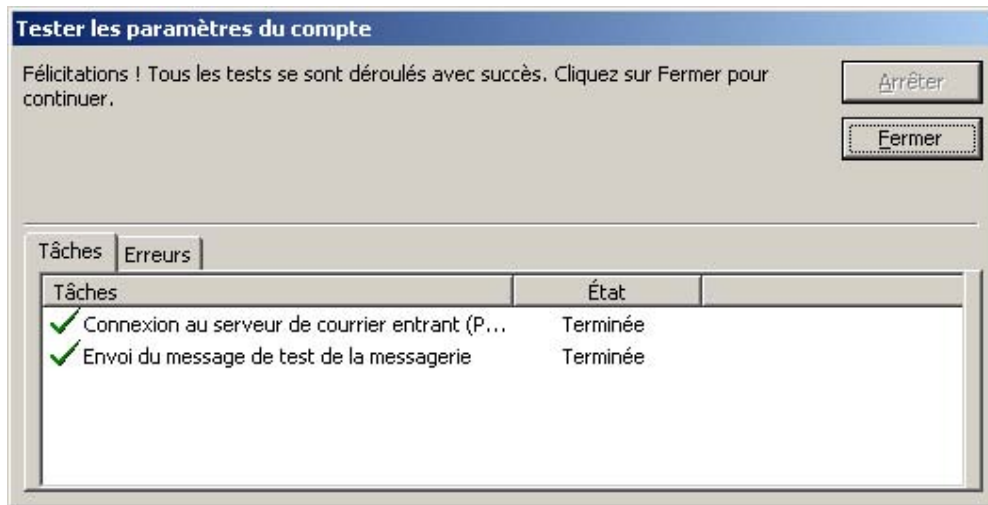 Tester les paramètres du compte
Félicitations ! Tous les tests se sont déroulés avec succès. Cliquez sur Fermer pour
continuer.
Arrêter
Fermer
Tâches Erreurs
Tâches État
Connexion au serveur de courrier entrant (P... Terminée
Envoi du message de test de la messagerie Terminée